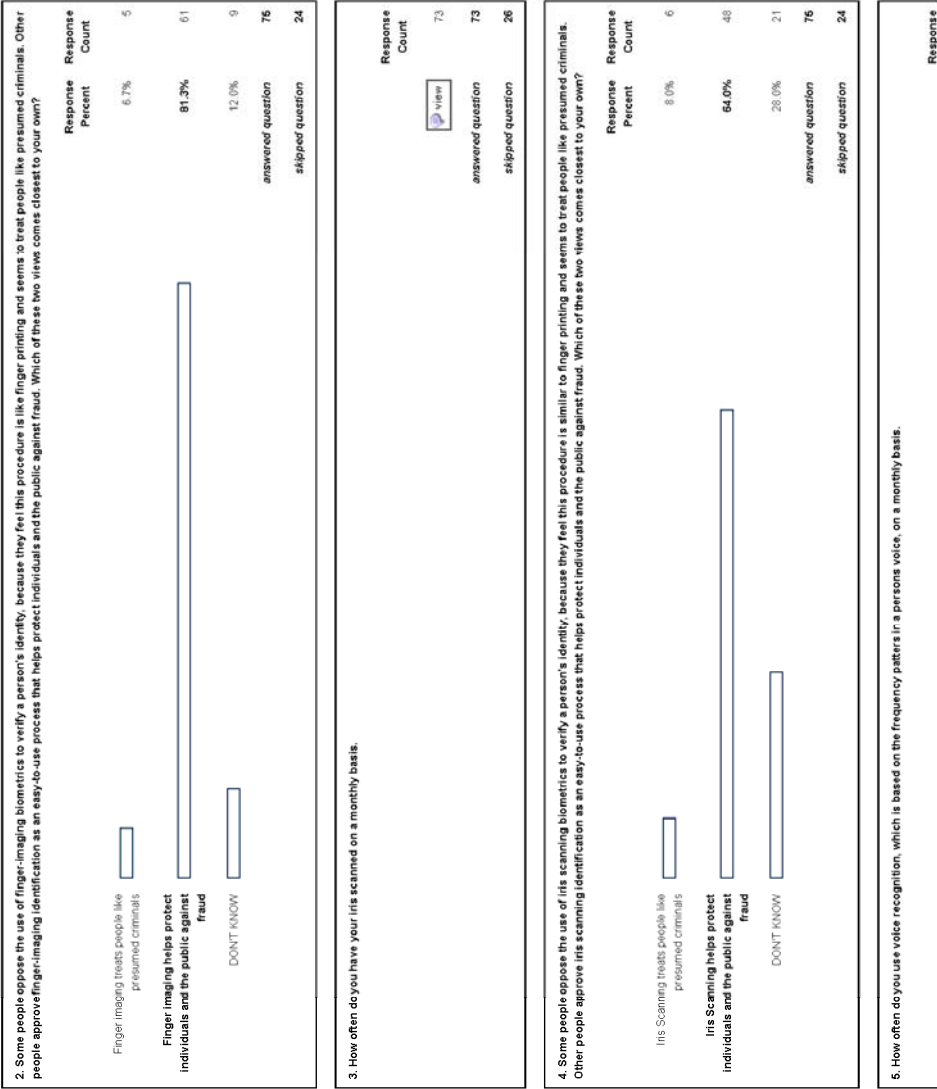 2. Some people oppose the use of finger-imaging biometrics to verify a person's identity, because they feel this procedure is like finger printing and seems to treat people like presumed criminals. Other
people approve finger-imaging identification as an easy-to-use process that helps protect individuals and the public against fraud. Which of these two views comes closest to your own?
Response Percent
Response Count
Finger imaging treats people like
presumed criminals
6.7%
5
Finger imaging helps protect
individuals and the public against
fraud
81.3%
61
DON'T KNOW
12.0%
9
answered question
75
skipped question
24
3. How often do you have your iris scanned on a monthly basis.
Response
Count
view
73
answered question
73
skipped question
26
4. Some people oppose the use of iris scanning biometrics to verify a person's identity, because they feel this procedure is similar to finger printing and seems to treat people like presumed criminals.
Other people approve iris scanning identification as an easy-to-use process that helps protect individuals and the public against fraud. Which of these two views comes closest to your own?
Response Percent
Response Count
Iris Scanning treats people like
presumed criminals
8.0%
6
Iris Scanning helps protect
individuals and the public against
fraud
64.0%
48
DON'T KNOW
28.0%
21
answered question
75
skipped question
24
5. How often do you use voice recognition, which is based on the frequency patters in a persons voice, on a monthly basis.
Response